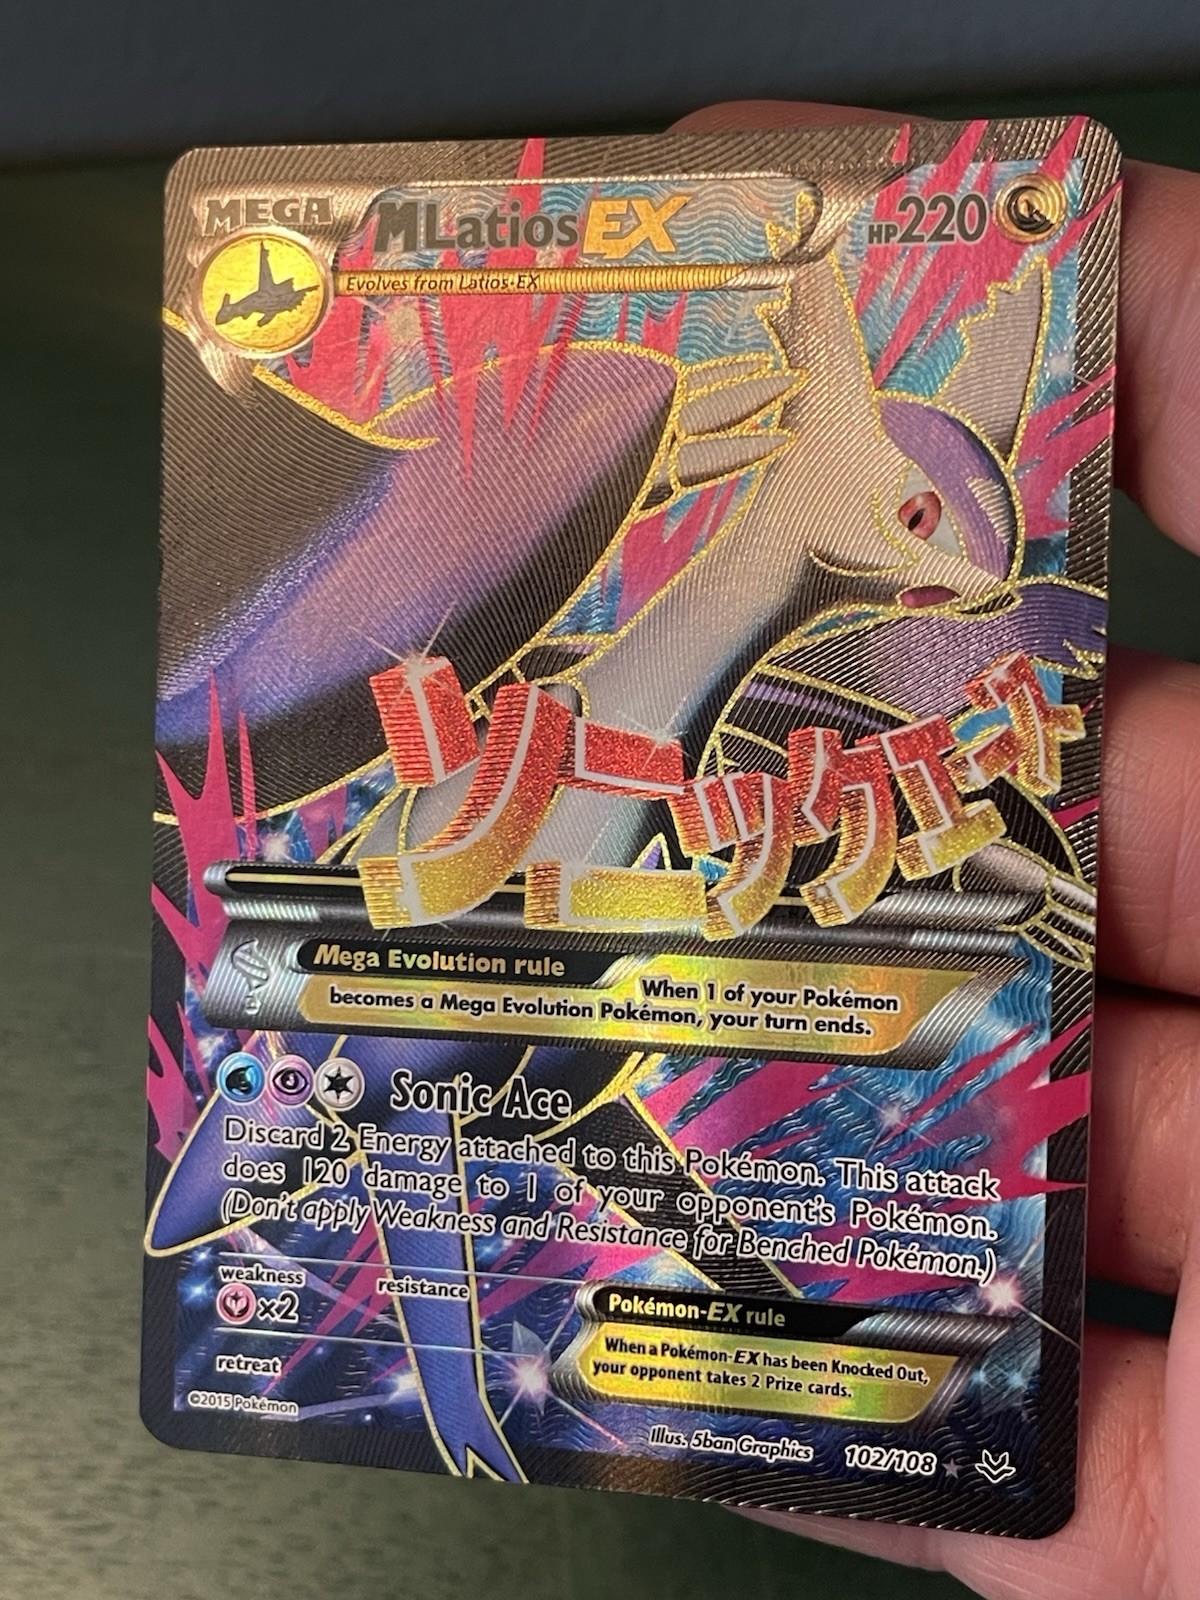 MEGA
M Latios EX
HP 220
Evolves from Latios-EX
ソニックエース
Mega Evolution rule
When 1 of your Pokémon
becomes a Mega Evolution Pokémon, your turn ends.
Sonic Ace
Discard 2 Energy attached to this Pokémon. This attack
does 120 damage to 1 of your opponent's Pokémon.
(Don't apply Weakness and Resistance for Benched Pokémon.)
weakness
×2
resistance
retreat
Pokémon-EX rule
When a Pokémon-EX has been Knocked Out,
your opponent takes 2 Prize cards.
©2015 Pokémon
Illus. 5ban Graphics
102/108